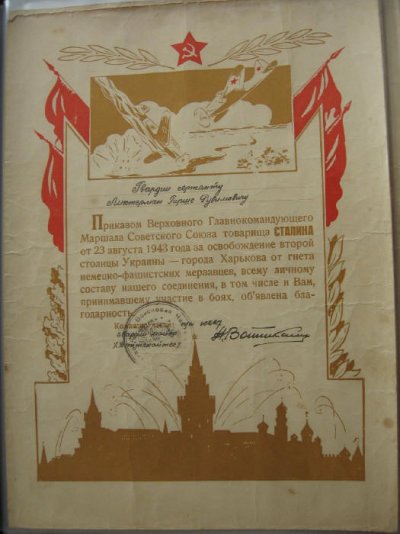 Гвардии сержанту
Приказом Верховного Главнокомандующего
Маршала Советского Союза товарища СТАЛИНА
от 23 августа 1943 года за освобождение второй
столицы Украины — города Харькова от гнета
немецко-фашистских мерзавцев, всему личному
составу нашего соединения, в том числе и Вам,
принимавшему участие в боях, об'явлена бла-
годарность.